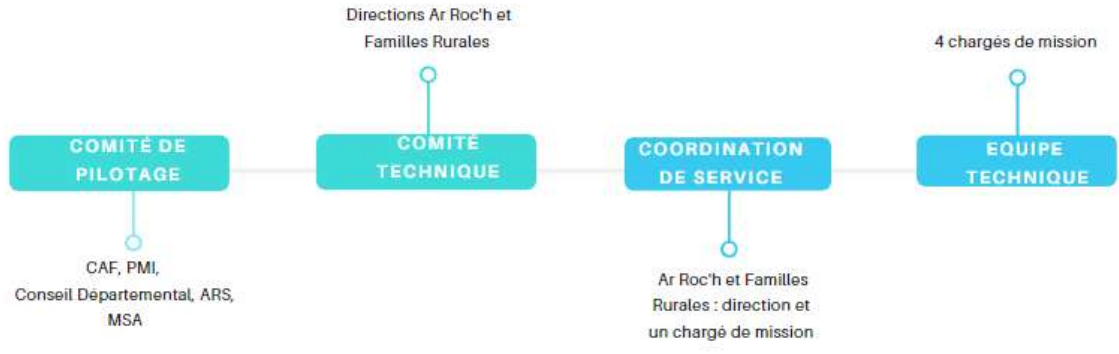 COMITÉ DE
PILOTAGE
CAF, PMI,
Conseil Départemental, ARS,
MSA
Directions Ar Roc'h et
Familles Rurales
COMITÉ
TECHNIQUE
COORDINATION
DE SERVICE
Ar Roc'h et Familles
Rurales : direction et
un chargé de mission
4 chargés de mission
EQUIPE
TECHNIQUE